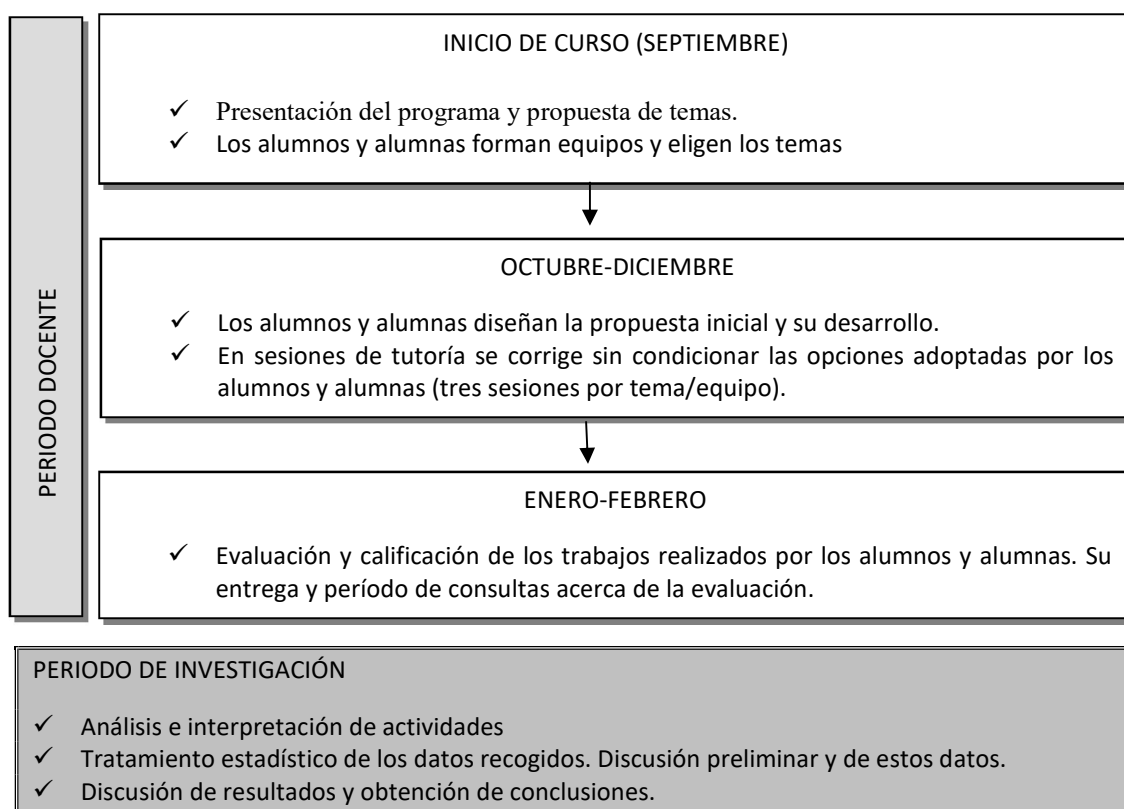 PERIODO DOCENTE
INICIO DE CURSO (SEPTIEMBRE)
✓ Presentación del programa y propuesta de temas.
✓ Los alumnos y alumnas forman equipos y eligen los temas
OCTUBRE-DICIEMBRE
✓ Los alumnos y alumnas diseñan la propuesta inicial y su desarrollo.
✓ En sesiones de tutoría se corrige sin condicionar las opciones adoptadas por los
alumnos y alumnas (tres sesiones por tema/equipo).
ENERO-FEBRERO
✓ Evaluación y calificación de los trabajos realizados por los alumnos y alumnas. Su
entrega y período de consultas acerca de la evaluación.
PERIODO DE INVESTIGACIÓN
✓ Análisis e interpretación de actividades
✓ Tratamiento estadístico de los datos recogidos. Discusión preliminar y de estos datos.
✓ Discusión de resultados y obtención de conclusiones.